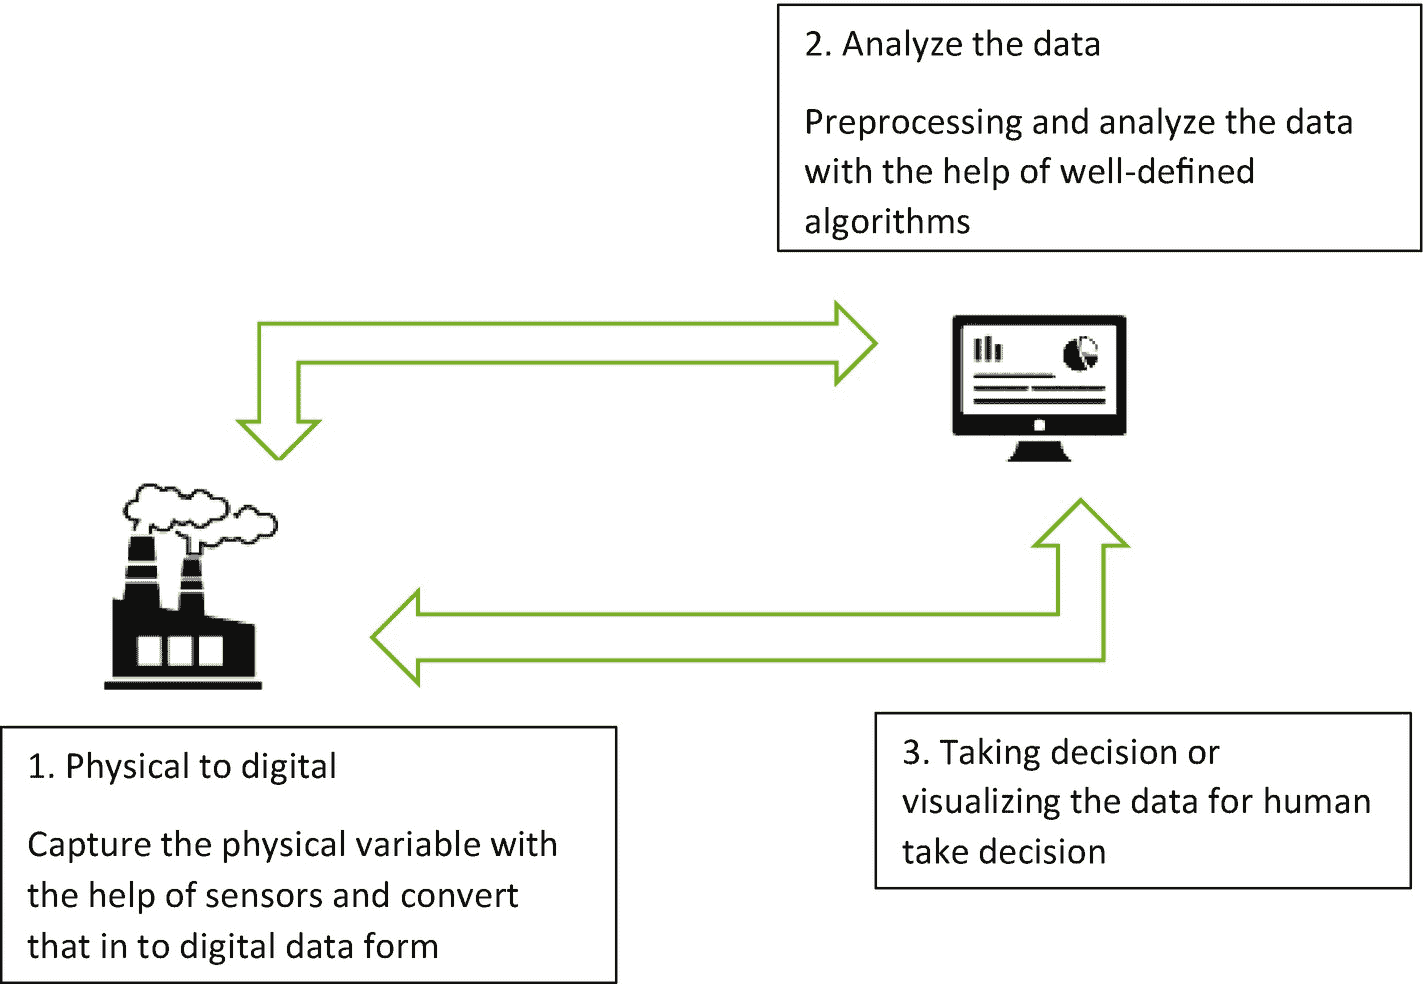 2. Analyze the data
Preprocessing and analyze the data
with the help of well-defined
algorithms
1. Physical to digital
Capture the physical variable with
the help of sensors and convert
that in to digital data form
3. Taking decision or
visualizing the data for human
take decision